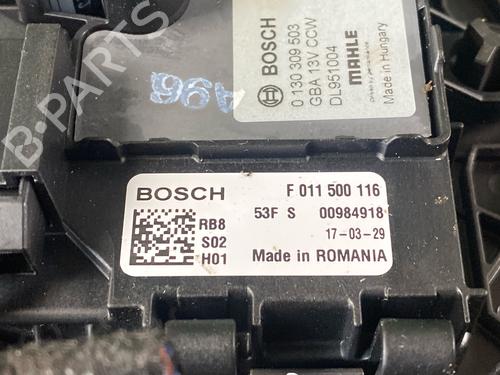 BOSCH
0 130 309 503
GBA 13V CCW
DL951004
MAHLE
Made in Hungary
A96
BOSCH
F 011 500 116
RB8
S02
H01
53F S 00984918
17-03-29
Made in ROMANIA
B-PARTS